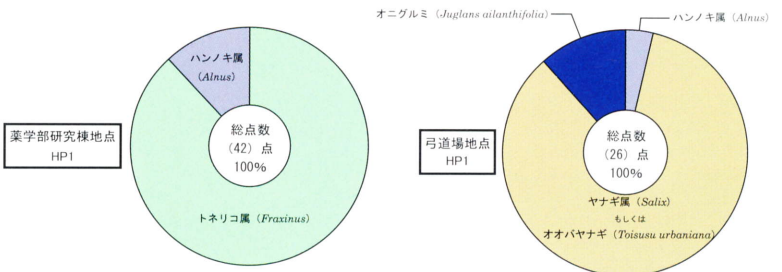 ハンノキ属
(Alnus)
薬学部研究棟地点
HP1
総点数
(42) 点
100%
トネリコ属 (Fraxinus)
オニグルミ (Juglans ailanthifolia)
ハンノキ属 (Alnus)
弓道場地点
HP1
総点数
(26) 点
100%
ヤナギ属 (Salix)
もしくは
オオバヤナギ (Toisusu urbaniana)